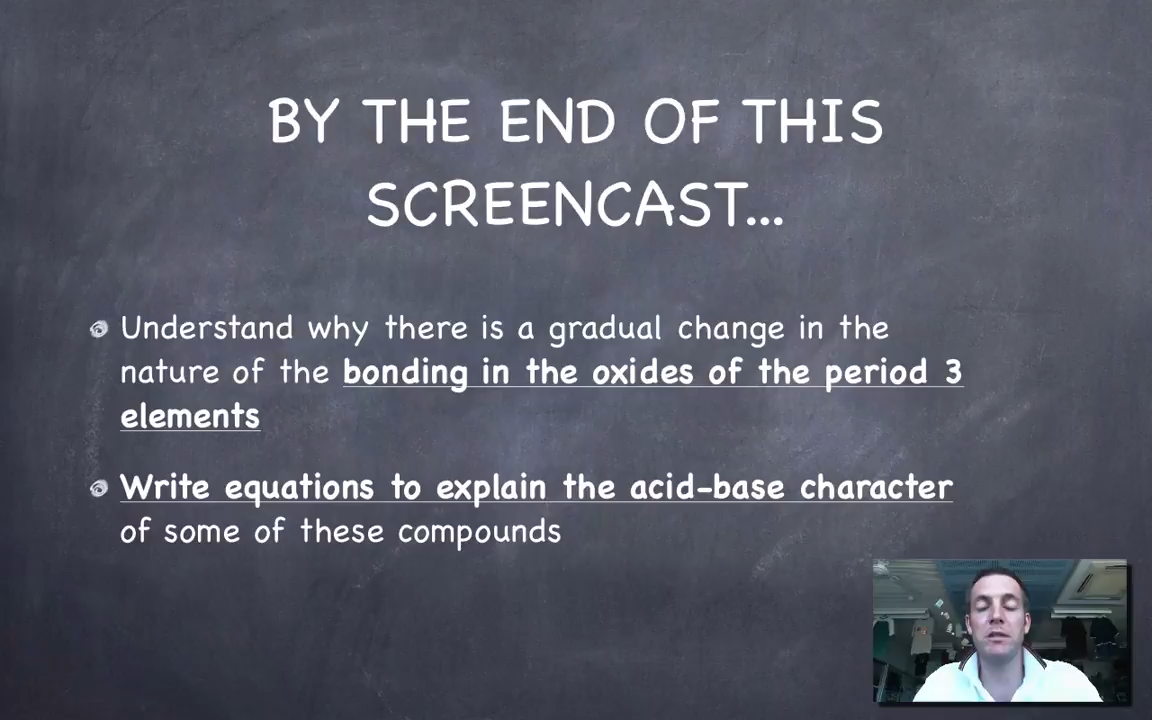 BY THE END OF THIS
SCREENCAST...
Understand why there is a gradual change in the
nature of the bonding in the oxides of the period 3
elements
Write equations to explain the acid-base character
of some of these compounds